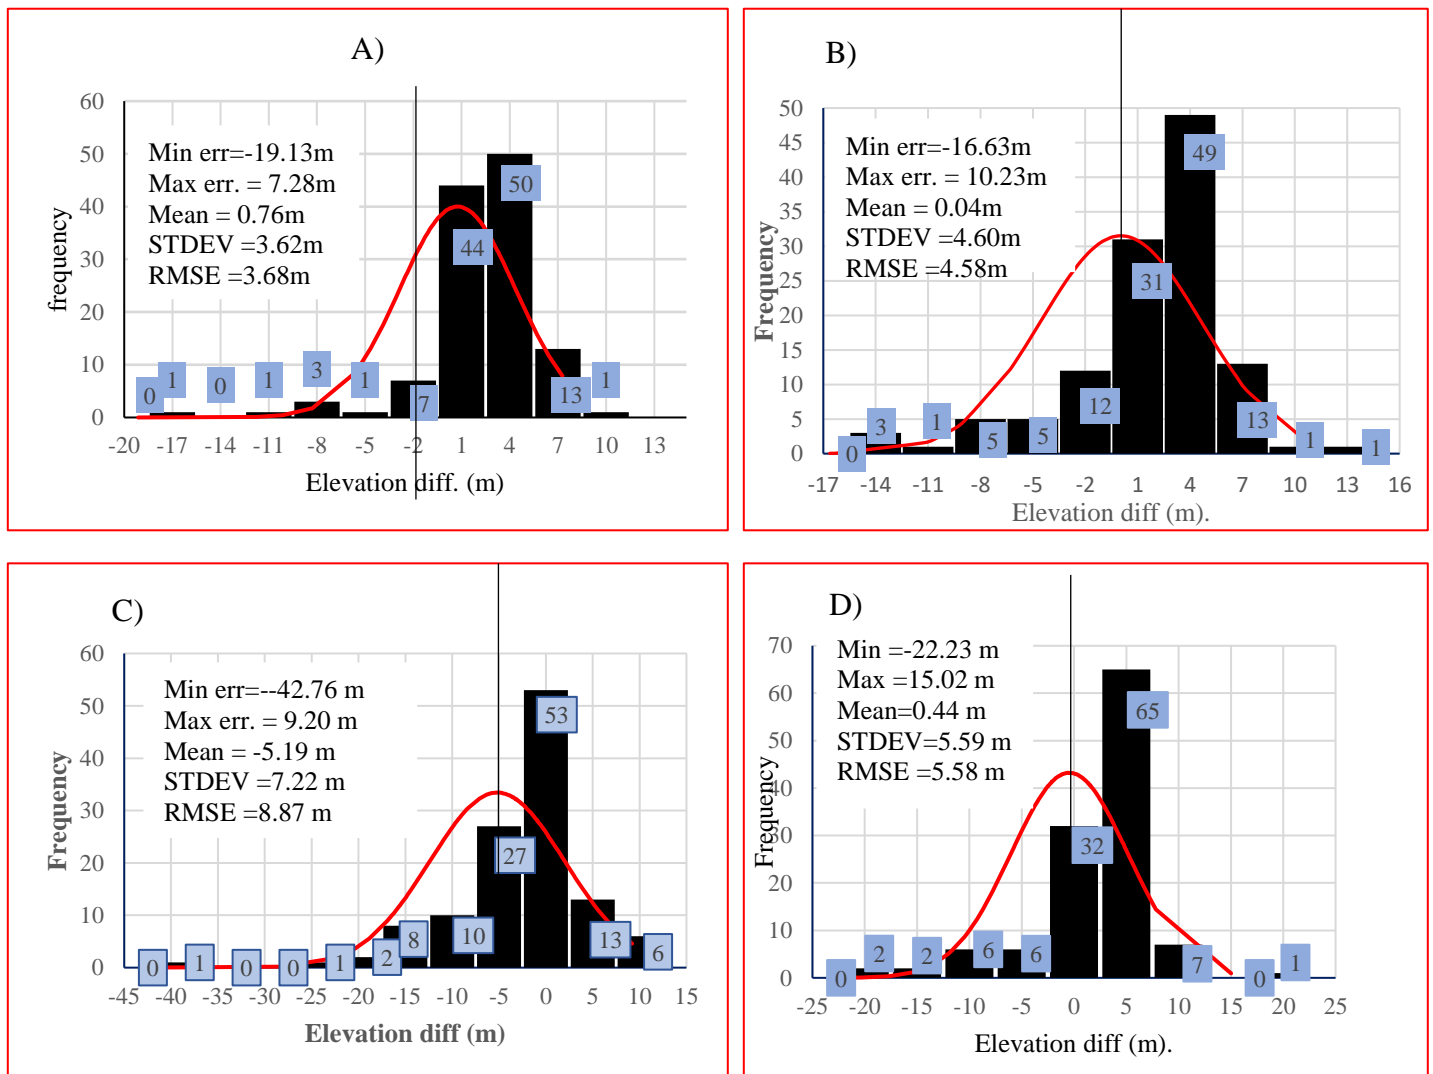 A)
60
50
40
30
20
10
0
frequency
Min err=-19.13m
Max err. = 7.28m
Mean = 0.76m
STDEV =3.62m
RMSE =3.68m
0 1 0 1 3 1 7 44 50 13 1
-20 -17 -14 -11 -8 -5 -2 1 4 7 10 13
Elevation diff. (m)
B)
50
45
40
35
30
25
20
15
10
5
0
Frequency
Min err=-16.63m
Max err. = 10.23m
Mean = 0.04m
STDEV =4.60m
RMSE =4.58m
0 3 1 5 5 12 31 49 13 1 1
-17 -14 -11 -8 -5 -2 1 4 7 10 13 16
Elevation diff (m).
C)
60
50
40
30
20
10
0
Frequency
Min err=--42.76 m
Max err. = 9.20 m
Mean = -5.19 m
STDEV =7.22 m
RMSE =8.87 m
0 1 0 0 1 2 8 10 27 53 13 6
-45 -40 -35 -30 -25 -20 -15 -10 -5 0 5 10 15
Elevation diff (m)
D)
70
60
50
40
30
20
10
0
Frequency
Min =-22.23 m
Max =15.02 m
Mean=0.44 m
STDEV=5.59 m
RMSE =5.58 m
0 2 2 6 6 32 65 7 0 1
-25 -20 -15 -10 -5 0 5 10 15 20 25
Elevation diff (m).